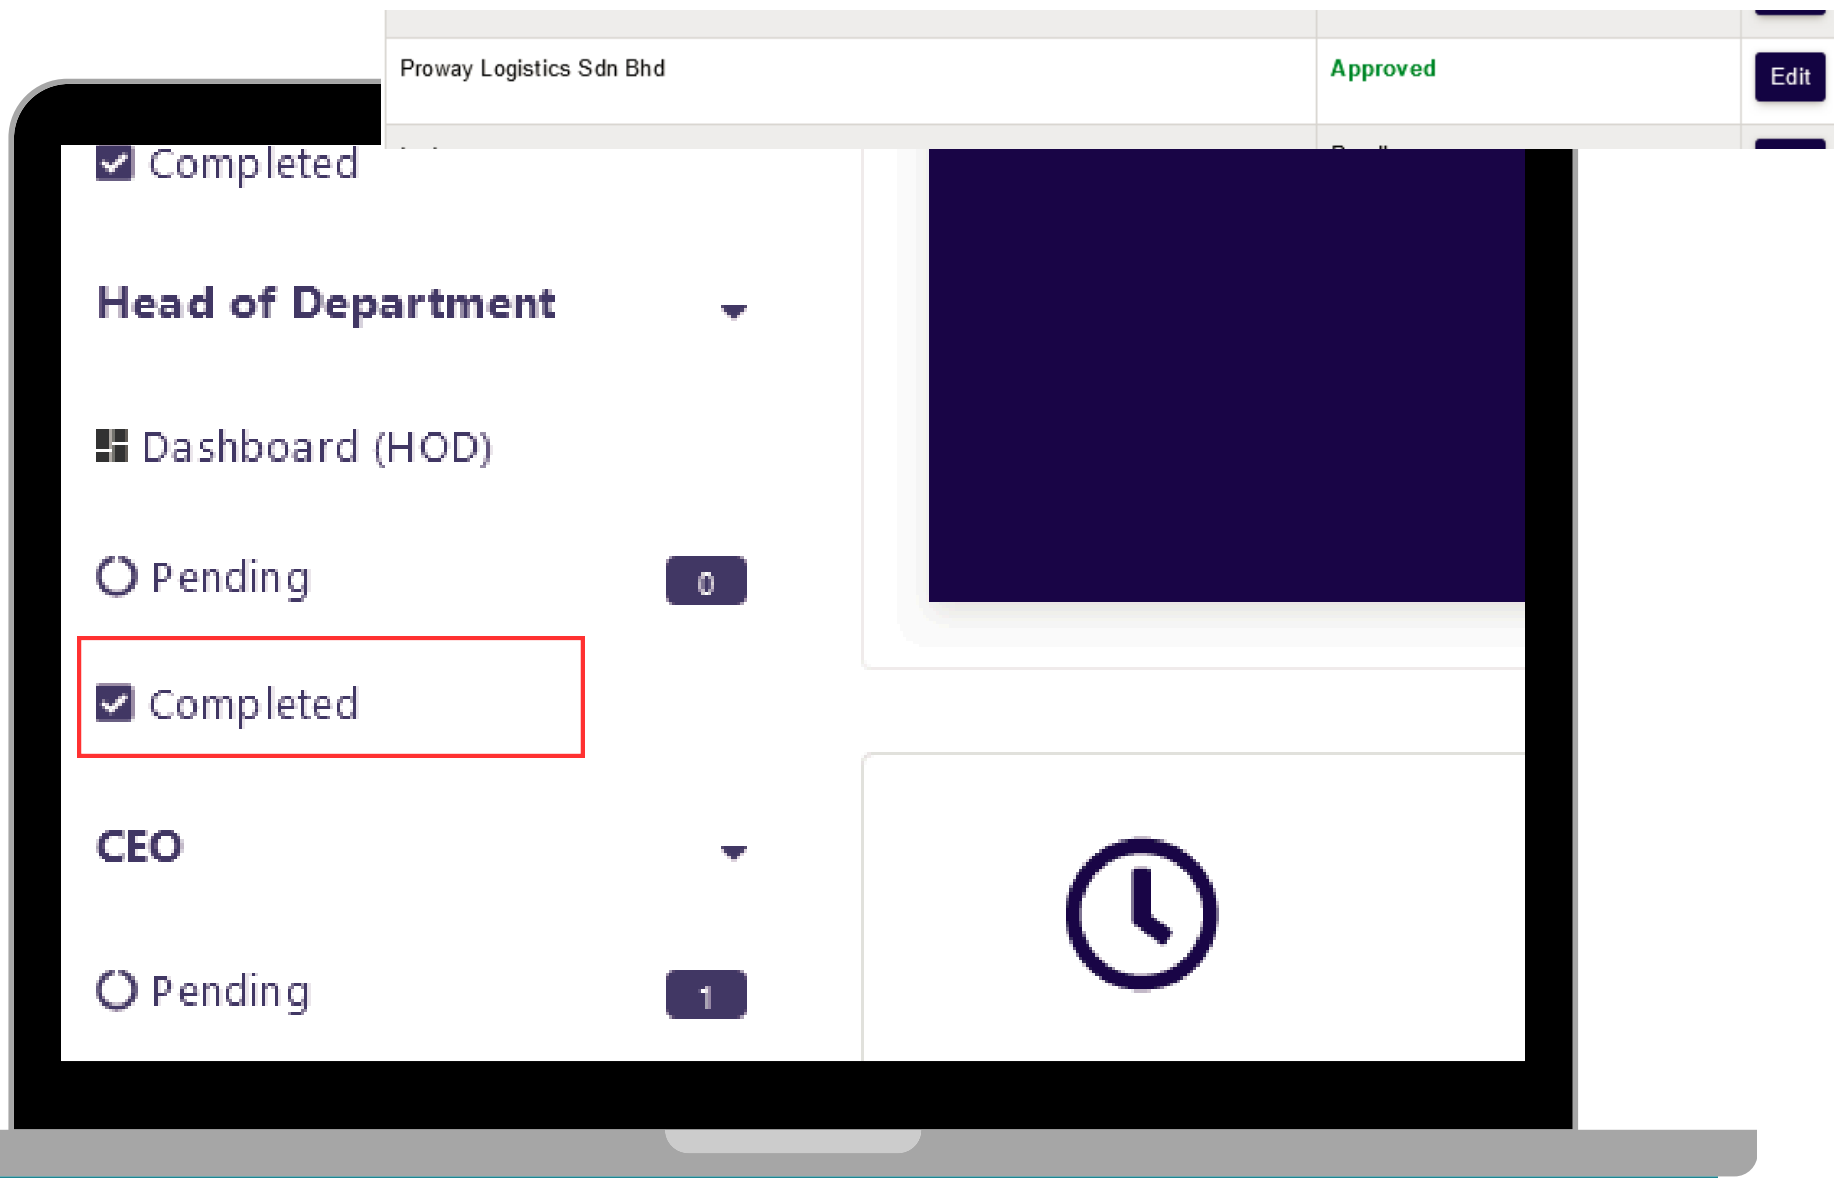 Proway Logistics Sdn Bhd
Approved
Edit
Completed
Head of Department
Dashboard (HOD)
Pending
0
Completed
CEO
Pending
1